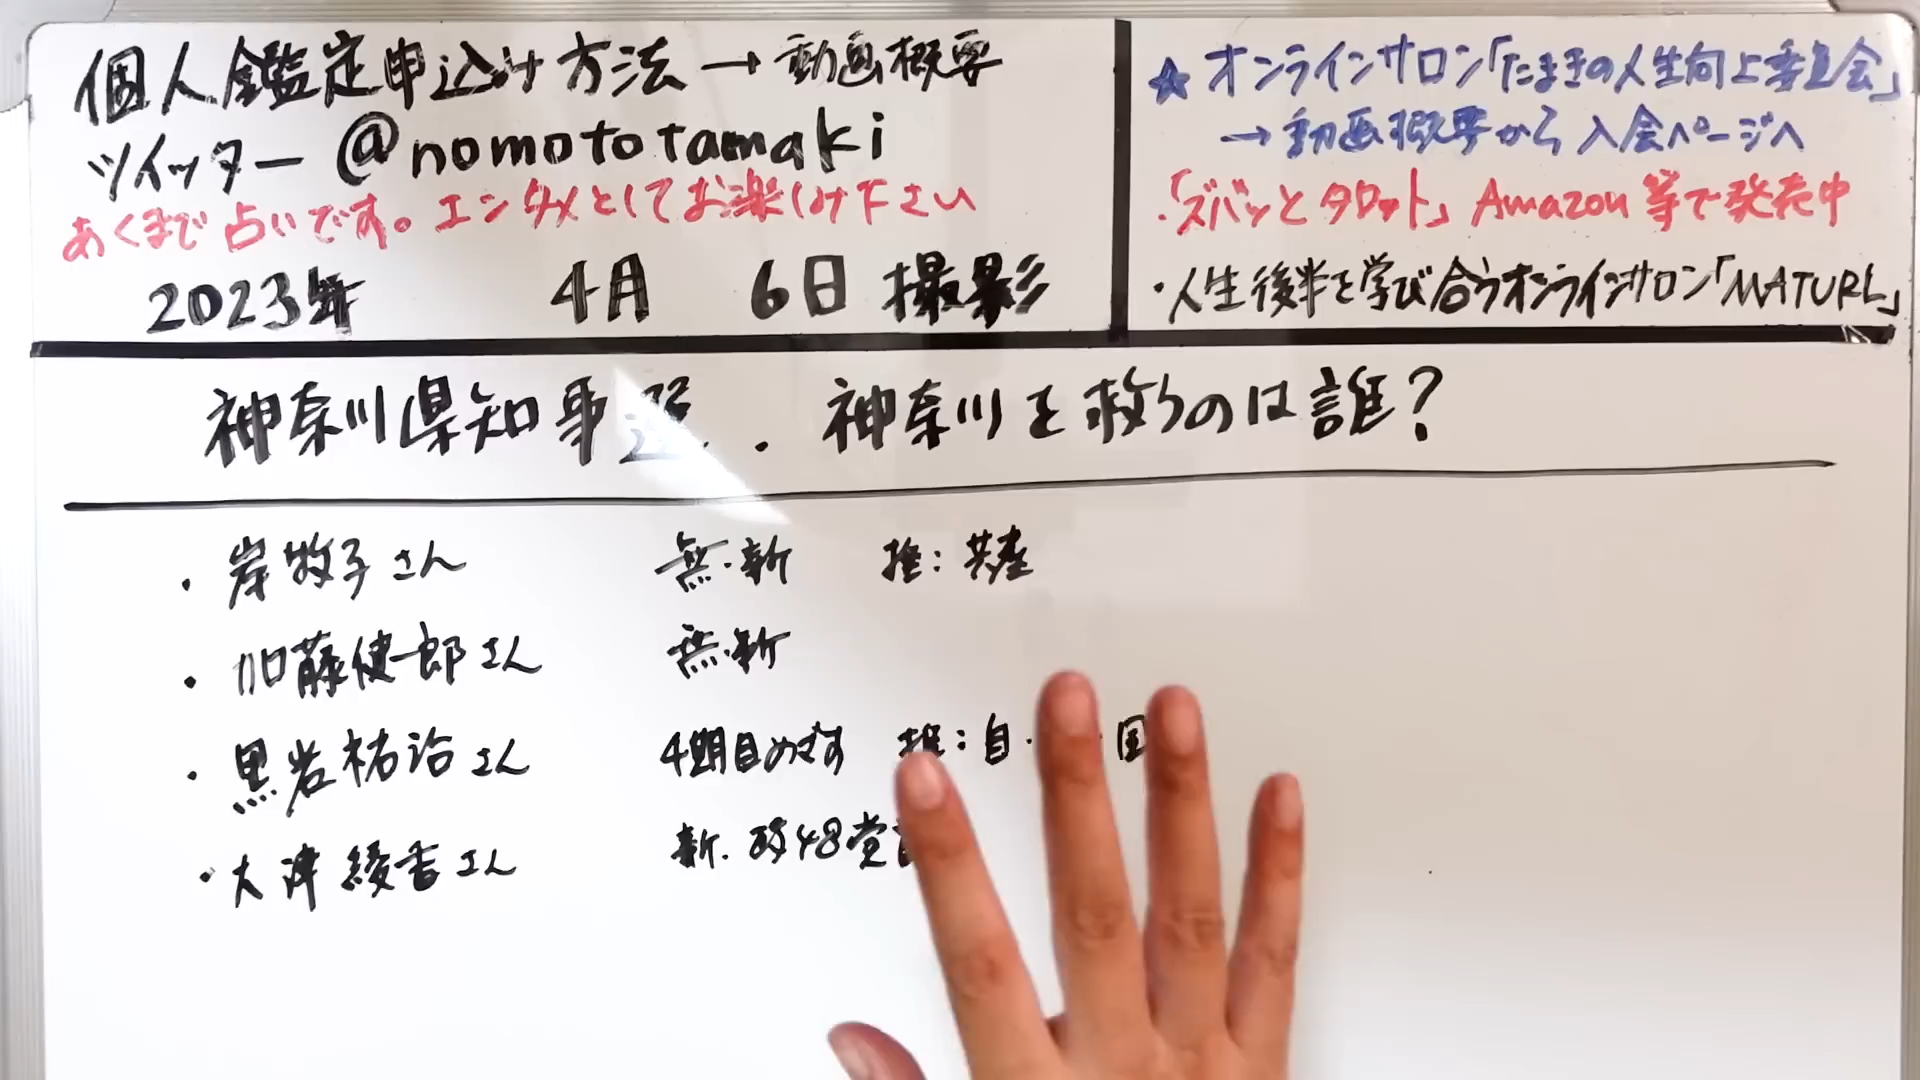 個人鑑定申込け方法→動画概要
ツイッター @nomototamaki
あくまで占いです。エンタメとしてお楽しみ下さい
2023年 4月 6日 撮影
☆ オンラインサロン「たまきの人生向上委員会」
→動画概要から入会ページへ
・「ズバッとタロット」Amazon等で発売中
・人生後半を学び合うオンラインサロン「MATURE」
神奈川県知事選. 神奈川を救うのは誰?
・岸牧子さん 無・新 推:共産
・加藤健一郎さん 無・新
・黒岩祐治さん 4期目めざす 推:自・ ・国
・大津綾香さん 新. 政48党